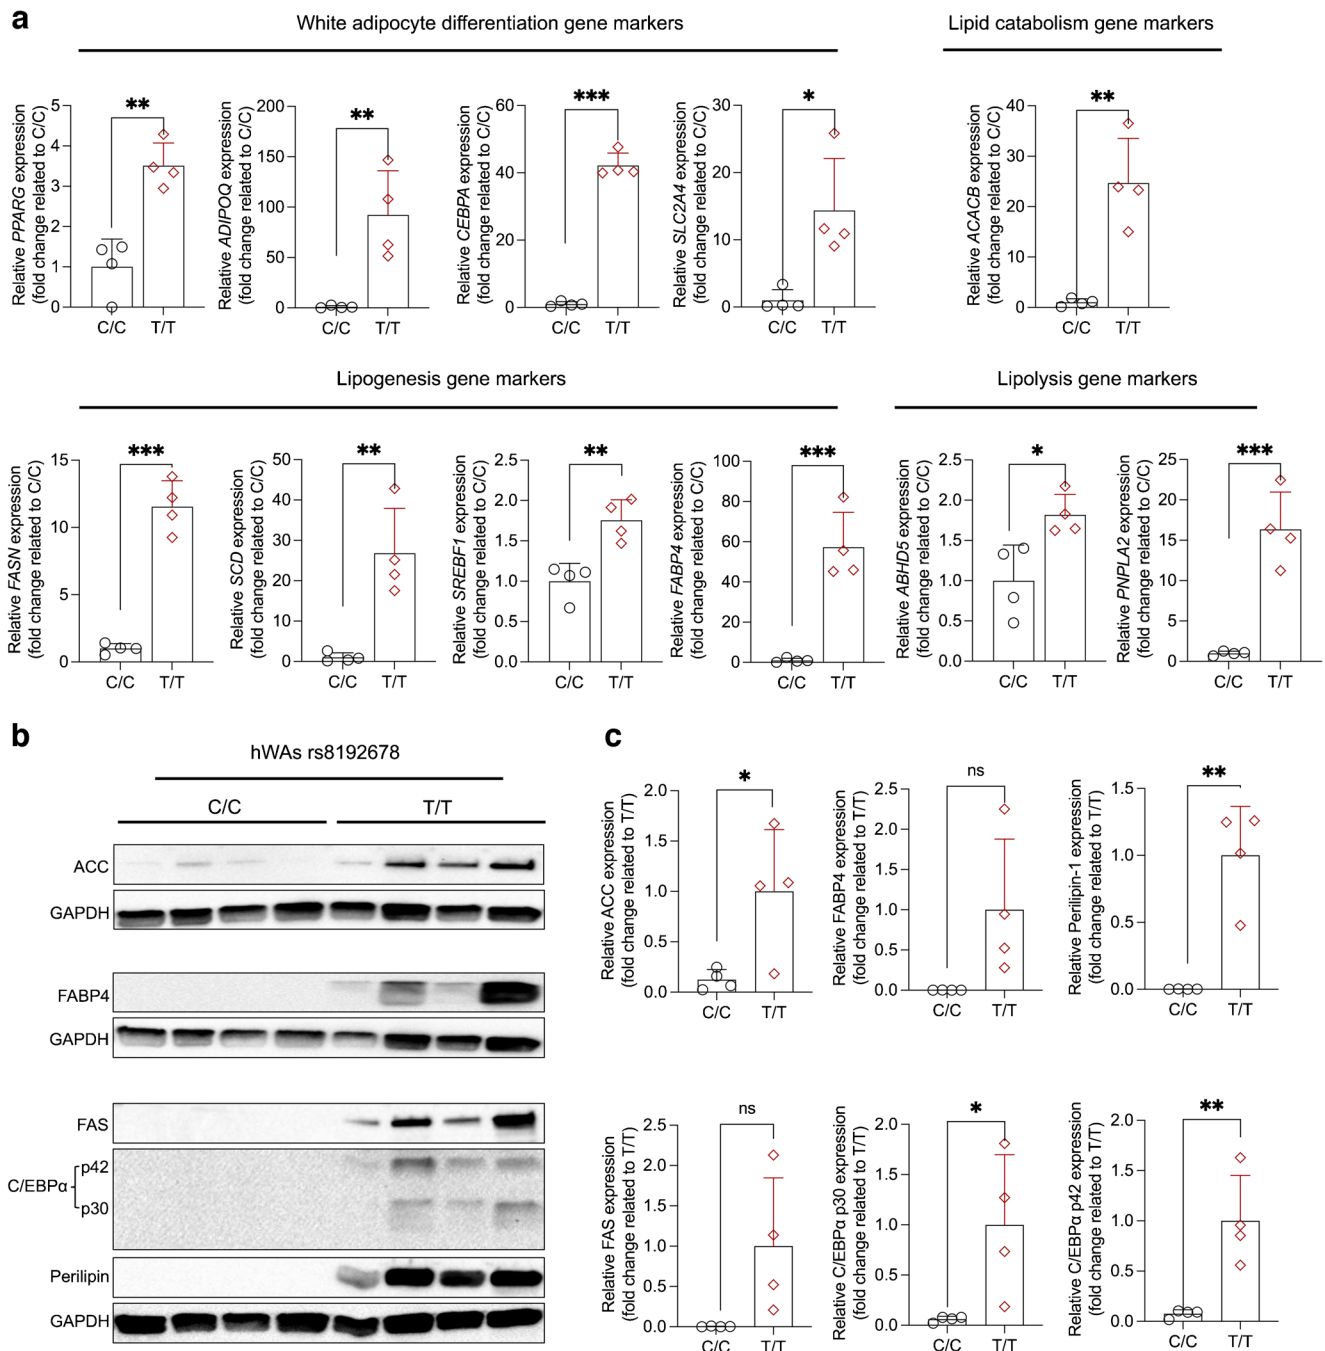 a
White adipocyte differentiation gene markers
Lipid catabolism gene markers
Relative PPARG expression
(fold change related to C/C)
5
4
3
2
1
0
**
C/C T/T
Relative ADIPOQ expression
(fold change related to C/C)
200
150
100
50
0
**
C/C T/T
Relative CEBPA expression
(fold change related to C/C)
60
40
20
0
***
C/C T/T
Relative SLC2A4 expression
(fold change related to C/C)
30
20
10
0
*
C/C T/T
Relative ACACB expression
(fold change related to C/C)
40
30
20
10
0
**
C/C T/T
Lipogenesis gene markers
Lipolysis gene markers
Relative FASN expression
(fold change related to C/C)
15
10
5
0
***
C/C T/T
Relative SCD expression
(fold change related to C/C)
50
40
30
20
10
0
**
C/C T/T
Relative SREBF1 expression
(fold change related to C/C)
2.5
2.0
1.5
1.0
0.5
0.0
**
C/C T/T
Relative FABP4 expression
(fold change related to C/C)
100
80
60
40
20
0
***
C/C T/T
Relative ABHD5 expression
(fold change related to C/C)
2.5
2.0
1.5
1.0
0.5
0.0
*
C/C T/T
Relative PNPLA2 expression
(fold change related to C/C)
25
20
15
10
5
0
***
C/C T/T
b
hWAs rs8192678
C/C T/T
ACC
GAPDH
FABP4
GAPDH
FAS
C/EBPα
p42
p30
Perilipin
GAPDH
c
Relative ACC expression
(fold change related to T/T)
2.0
1.5
1.0
0.5
0.0
*
C/C T/T
Relative FABP4 expression
(fold change related to T/T)
2.5
2.0
1.5
1.0
0.5
0.0
ns
C/C T/T
Relative Perilipin-1 expression
(fold change related to T/T)
1.5
1.0
0.5
0.0
**
C/C T/T
Relative FAS expression
(fold change related to T/T)
2.5
2.0
1.5
1.0
0.5
0.0
ns
C/C T/T
Relative C/EBPα p30 expression
(fold change related to T/T)
2.0
1.5
1.0
0.5
0.0
*
C/C T/T
Relative C/EBPα p42 expression
(fold change related to T/T)
2.0
1.5
1.0
0.5
0.0
**
C/C T/T